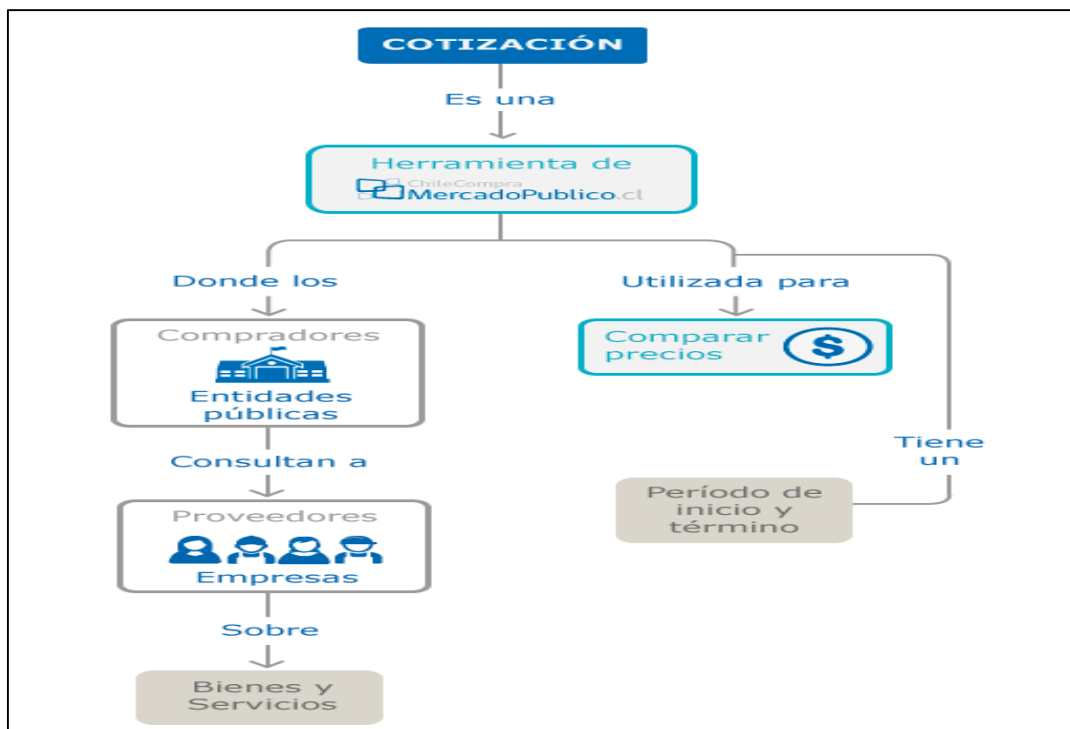 COTIZACIÓN
Es una
Herramienta de
ChileCompra
MercadoPublico.cl
Donde los
Utilizada para
Compradores
Entidades
públicas
Comparar
precios
$
Consultan a
Tiene
un
Proveedores
Empresas
Período de
inicio y
término
Sobre
Bienes y
Servicios